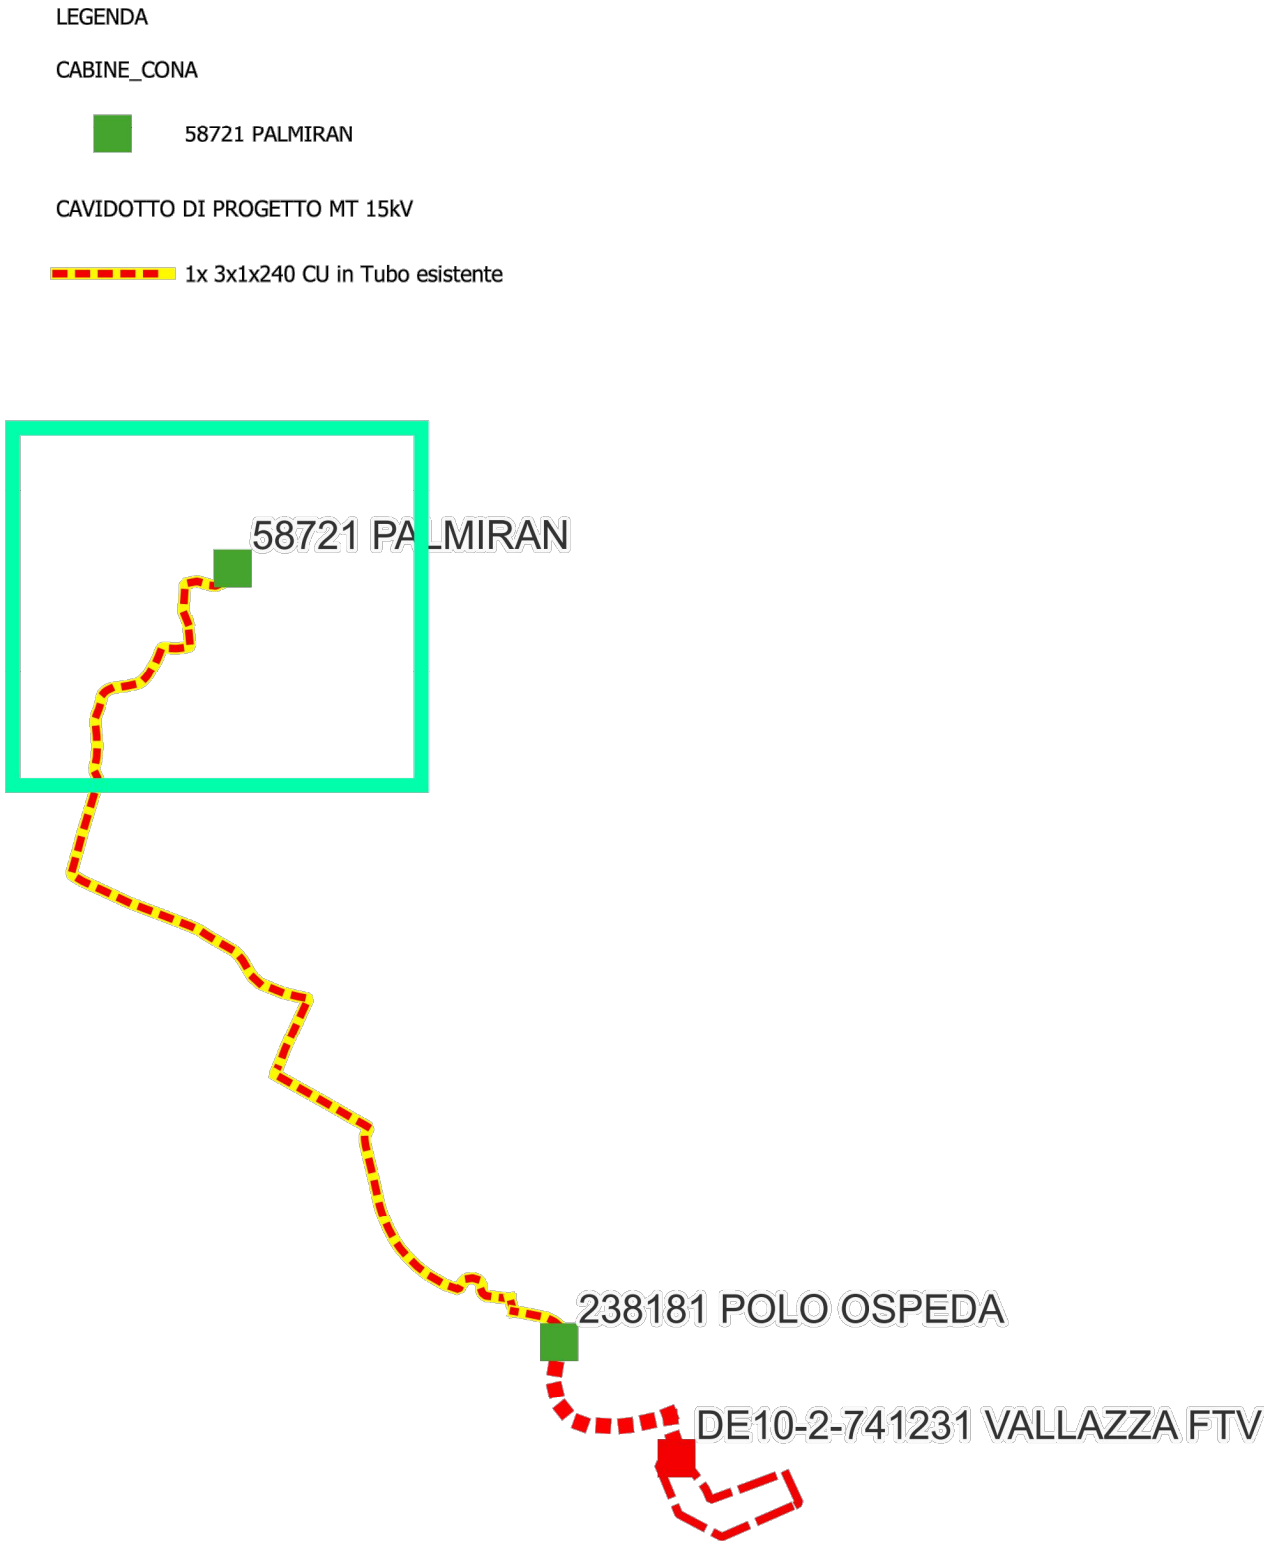 LEGENDA
CABINE_CONA
58721 PALMIRAN
CAVIDOTTO DI PROGETTO MT 15kV
1x 3x1x240 CU in Tubo esistente
58721 PALMIRAN
238181 POLO OSPEDA
DE10-2-741231 VALLAZZA FTV